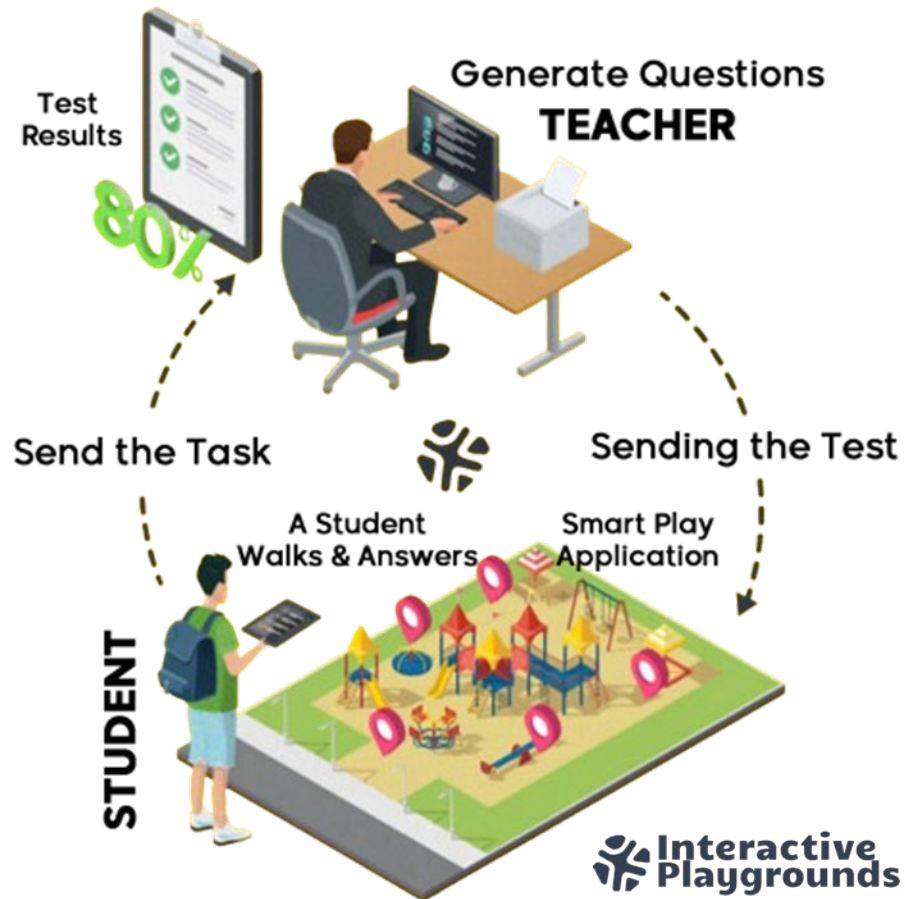 Generate Questions
TEACHER
Test
Results
80%
Send the Task
Sending the Test
A Student
Walks & Answers
Smart Play
Application
STUDENT
Interactive
Playgrounds